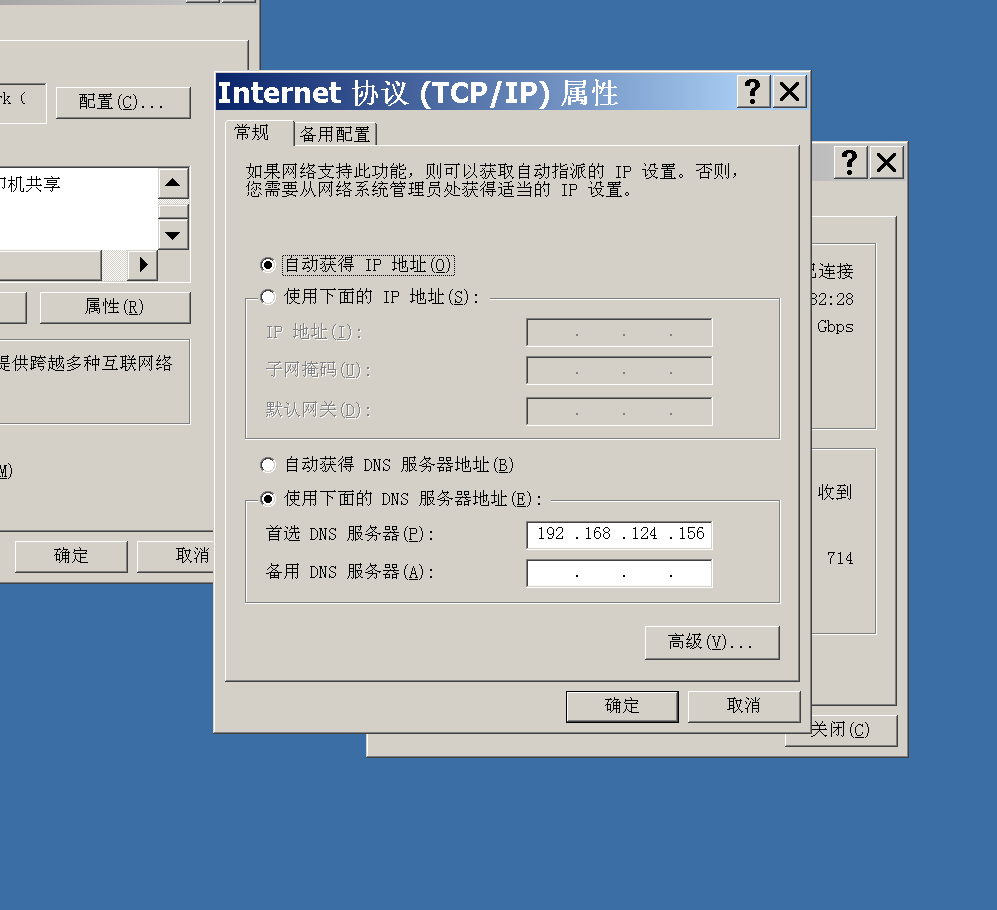 Internet 协议 (TCP/IP) 属性
常规
备用配置
如果网络支持此功能，则可以获取自动指派的 IP 设置。否则，
您需要从网络系统管理员处获得适当的 IP 设置。
自动获得 IP 地址(O)
使用下面的 IP 地址(S):
IP 地址(I):
子网掩码(U):
默认网关(D):
自动获得 DNS 服务器地址(B)
使用下面的 DNS 服务器地址(E):
首选 DNS 服务器(P):
192 .168 .124 .156
备用 DNS 服务器(A):
高级(V)...
确定
取消
配置(C)...
机共享
属性(R)
提供跨越多种互联网络
M)
确定
取消
连接
32:28
Gbps
收到
714
关闭(C)